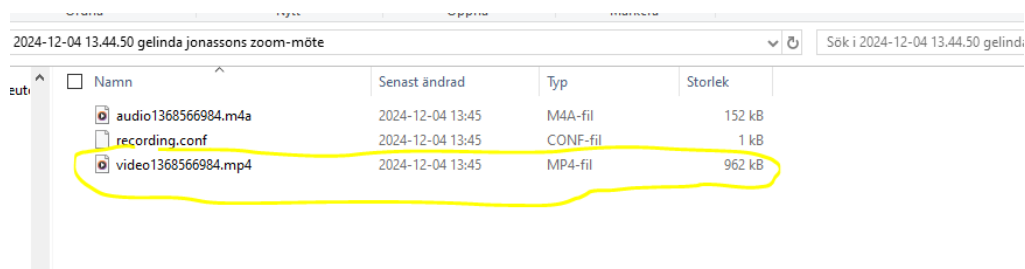 2024-12-04 13.44.50 gelinda jonassons zoom-möte Sök i 2024-12-04 13.44.50 gelinda
Namn Senast ändrad Typ Storlek
audio1368566984.m4a 2024-12-04 13:45 M4A-fil 152 kB
recording.conf 2024-12-04 13:45 CONF-fil 1 kB
video1368566984.mp4 2024-12-04 13:45 MP4-fil 962 kB